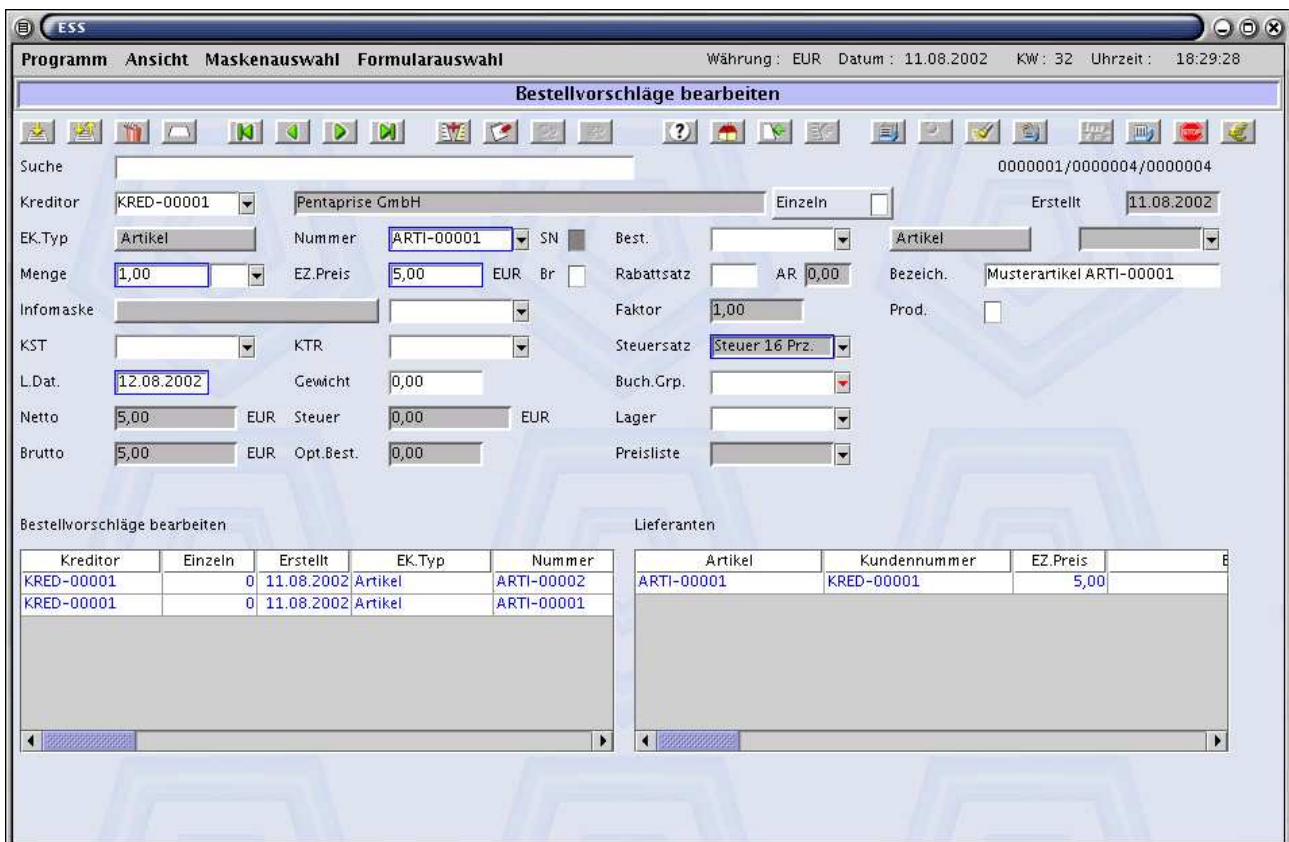 ESS
Programm Ansicht Maskenauswahl Formularauswahl Währung : EUR Datum : 11.08.2002 KW : 32 Uhrzeit : 18:29:28
Bestellvorschläge bearbeiten
Suche 0000001/0000004/0000004
Kreditor KRED-00001 Pentaprise GmbH Einzeln Erstellt 11.08.2002
EK.Typ Artikel Nummer ARTI-00001 SN Best. Artikel
Menge 1,00 EZ.Preis 5,00 EUR Br Rabattsatz AR 0,00 Bezeich. Musterartikel ARTI-00001
Infomaske Faktor 1,00 Prod.
KST KTR Steuersatz Steuer 16 Prz.
L.Dat. 12.08.2002 Gewicht 0,00 Buch.Grp.
Netto 5,00 EUR Steuer 0,00 EUR Lager
Brutto 5,00 EUR Opt.Best. 0,00 Preisliste
Bestellvorschläge bearbeiten Lieferanten
Kreditor Einzeln Erstellt EK.Typ Nummer Artikel Kundennummer EZ.Preis
KRED-00001 0 11.08.2002 Artikel ARTI-00002 ARTI-00001 KRED-00001 5,00
KRED-00001 0 11.08.2002 Artikel ARTI-00001